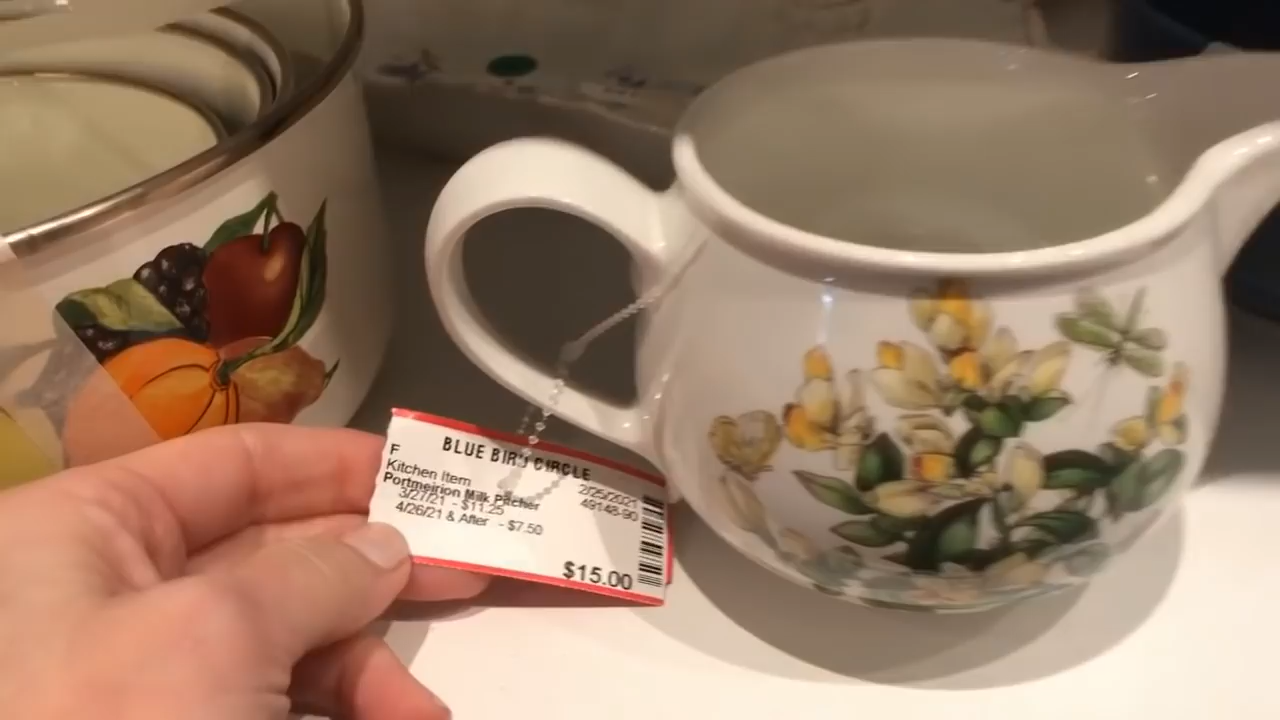 BLUE BIRD CIRCLE
F
Kitchen Item 2/25/2021
Portmeirion Milk Pitcher 49148-90
3/27/21 - $11.25
4/26/21 & After - $7.50
$15.00